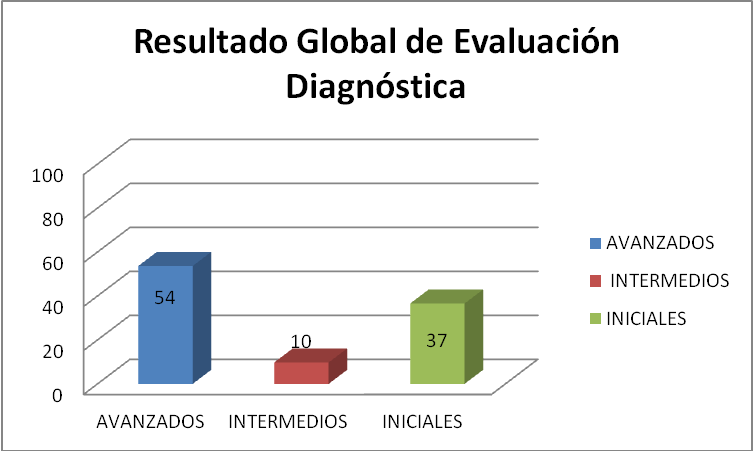 Resultado Global de Evaluación
Diagnóstica
100
80
60
40
20
0
54
10
37
AVANZADOS
INTERMEDIOS
INICIALES
AVANZADOS
INTERMEDIOS
INICIALES